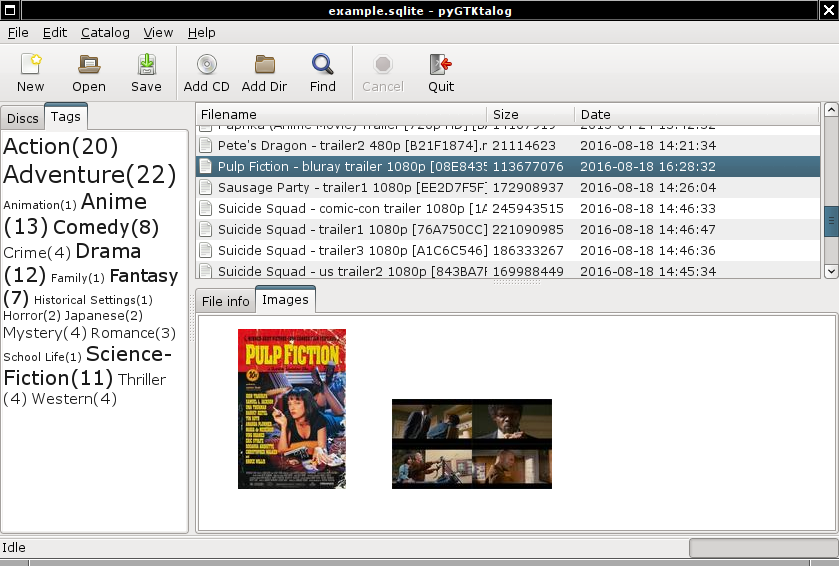 example.sqlite - pyGTKtalog
File Edit Catalog View Help
New Open Save Add CD Add Dir Find Cancel Quit
Discs Tags
Action(20)
Adventure(22)
Animation(1) Anime
(13) Comedy(8)
Crime(4) Drama
(12) Family(1) Fantasy
(7) Historical Settings(1)
Horror(2) Japanese(2)
Mystery(4) Romance(3)
School Life(1) Science-
Fiction(11) Thriller
(4) Western(4)
Filename Size Date
Pete's Dragon - trailer2 480p [B21F1874].m 21114623 2016-08-18 14:21:34
Pulp Fiction - bluray trailer 1080p [08E8435 113677076 2016-08-18 16:28:32
Sausage Party - trailer1 1080p [EE2D7F5F] 172908937 2016-08-18 14:26:04
Suicide Squad - comic-con trailer 1080p [1A 245943515 2016-08-18 14:46:33
Suicide Squad - trailer1 1080p [76A750CC] 221090985 2016-08-18 14:46:47
Suicide Squad - trailer3 1080p [A1C6C546] 186333267 2016-08-18 14:46:36
Suicide Squad - us trailer2 1080p [843BA7F 169988449 2016-08-18 14:45:34
File info Images
PULP FICTION
Idle